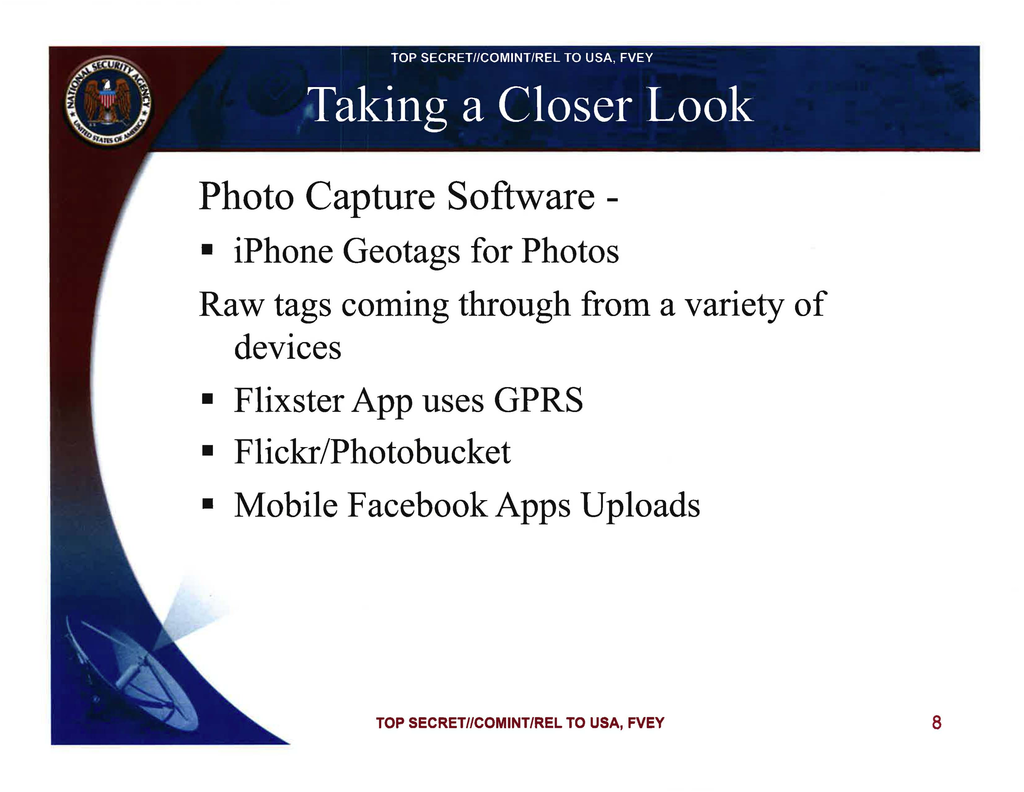 TOP SECRET//COMINT/REL TO USA, FVEY
NATIONAL SECURITY AGENCY
UNITED STATES OF AMERICA
Taking a Closer Look
Photo Capture Software -
▪ iPhone Geotags for Photos
Raw tags coming through from a variety of
devices
▪ Flixster App uses GPRS
▪ Flickr/Photobucket
▪ Mobile Facebook Apps Uploads
TOP SECRET//COMINT/REL TO USA, FVEY
8